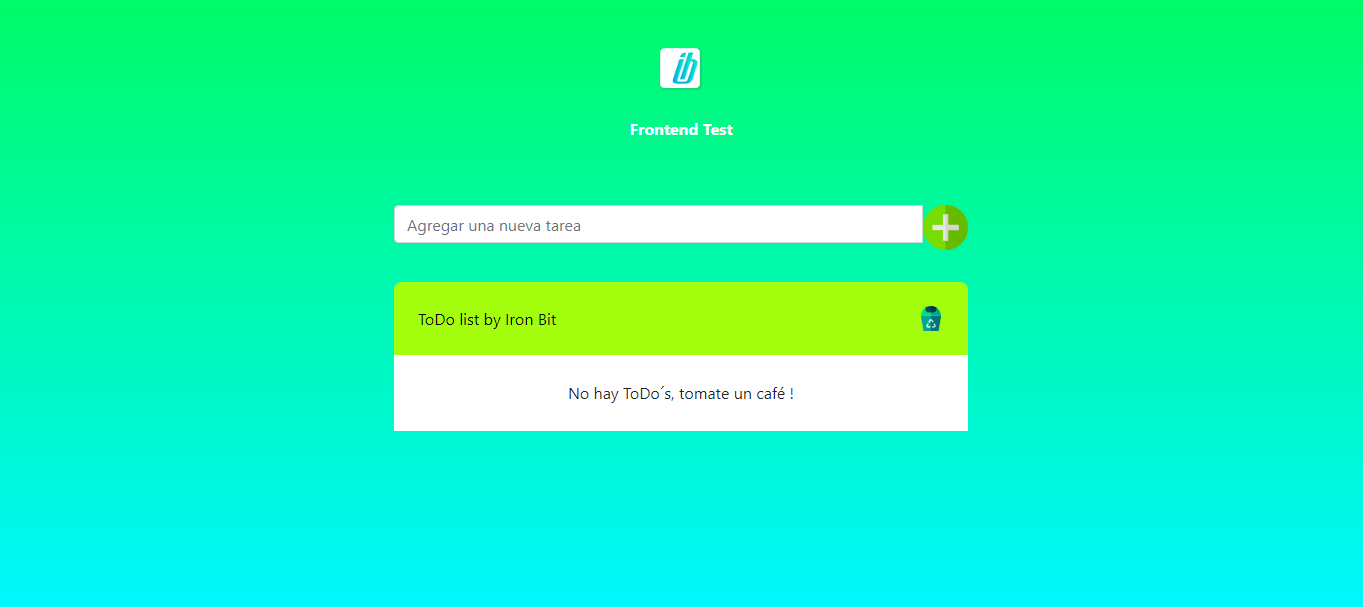 ib
Frontend Test
Agregar una nueva tarea
ToDo list by Iron Bit
No hay ToDo´s, tomate un café !